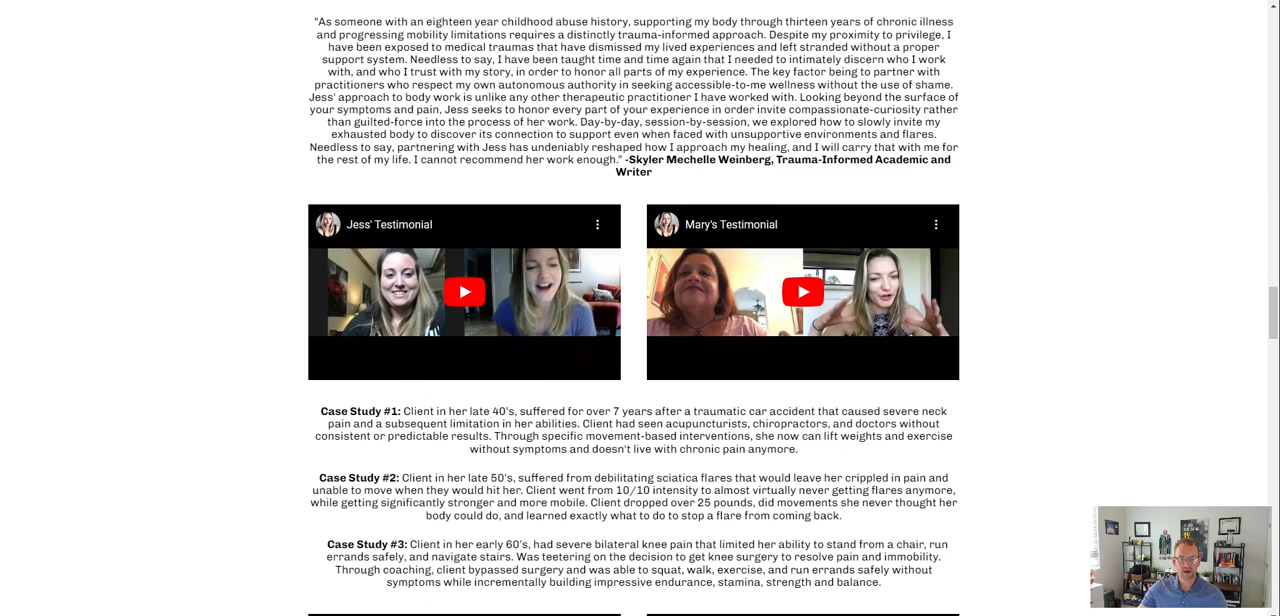 "As someone with an eighteen year childhood abuse history, supporting my body through thirteen years of chronic illness
and progressing mobility limitations requires a distinctly trauma-informed approach. Despite my proximity to privilege, I
have been exposed to medical traumas that have dismissed my lived experiences and left stranded without a proper
support system. Needless to say, I have been taught time and time again that I needed to intimately discern who I work
with, and who I trust with my story, in order to honor all parts of my experience. The key factor being to partner with
practitioners who respect my own autonomous authority in seeking accessible-to-me wellness without the use of shame.
Jess' approach to body work is unlike any other therapeutic practitioner I have worked with. Looking beyond the surface of
your symptoms and pain, Jess seeks to honor every part of your experience in order invite compassionate-curiosity rather
than guilted-force into the process of her work. Day-by-day, session-by-session, we explored how to slowly invite my
exhausted body to discover its connection to support even when faced with unsupportive environments and flares.
Needless to say, partnering with Jess has undeniably reshaped how I approach my healing, and I will carry that with me for
the rest of my life. I cannot recommend her work enough." -Skyler Mechelle Weinberg, Trauma-Informed Academic and
Writer
Jess' Testimonial
Mary's Testimonial
Case Study #1: Client in her late 40's, suffered for over 7 years after a traumatic car accident that caused severe neck
pain and a subsequent limitation in her abilities. Client had seen acupuncturists, chiropractors, and doctors without
consistent or predictable results. Through specific movement-based interventions, she now can lift weights and exercise
without symptoms and doesn't live with chronic pain anymore.
Case Study #2: Client in her late 50's, suffered from debilitating sciatica flares that would leave her crippled in pain and
unable to move when they would hit her. Client went from 10/10 intensity to almost virtually never getting flares anymore,
while getting significantly stronger and more mobile. Client dropped over 25 pounds, did movements she never thought her
body could do, and learned exactly what to do to stop a flare from coming back.
Case Study #3: Client in her early 60's, had severe bilateral knee pain that limited her ability to stand from a chair, run
errands safely, and navigate stairs. Was teetering on the decision to get knee surgery to resolve pain and immobility.
Through coaching, client bypassed surgery and was able to squat, walk, exercise, and run errands safely without
symptoms while incrementally building impressive endurance, stamina, strength and balance.